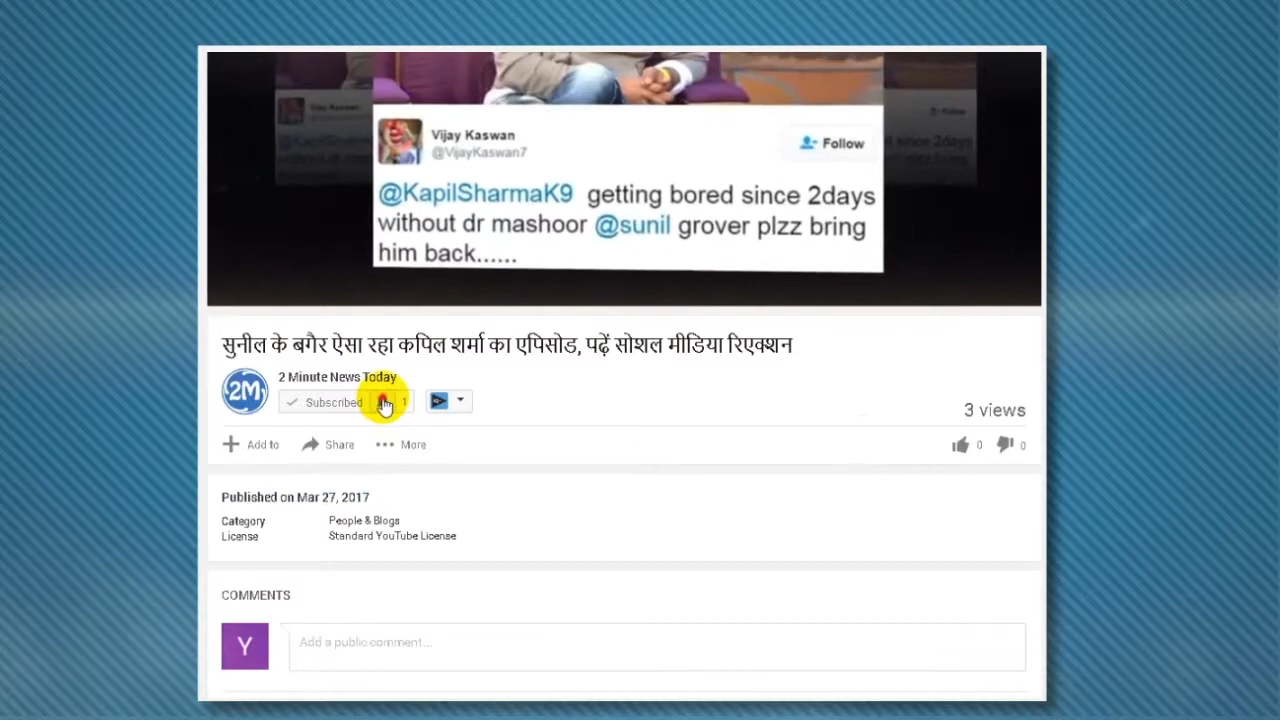 Vijay Kaswan
@VijayKaswan7
Follow
@KapilSharmaK9 getting bored since 2days
without dr mashoor @sunil grover plzz bring
him back......
सुनील के बगैर ऐसा रहा कपिल शर्मा का एपिसोड, पढ़ें सोशल मीडिया रिएक्शन
2M
2 Minute News Today
Subscribed 1
3 views
Add to Share More
0 0
Published on Mar 27, 2017
Category People & Blogs
License Standard YouTube License
COMMENTS
Y
Add a public comment...